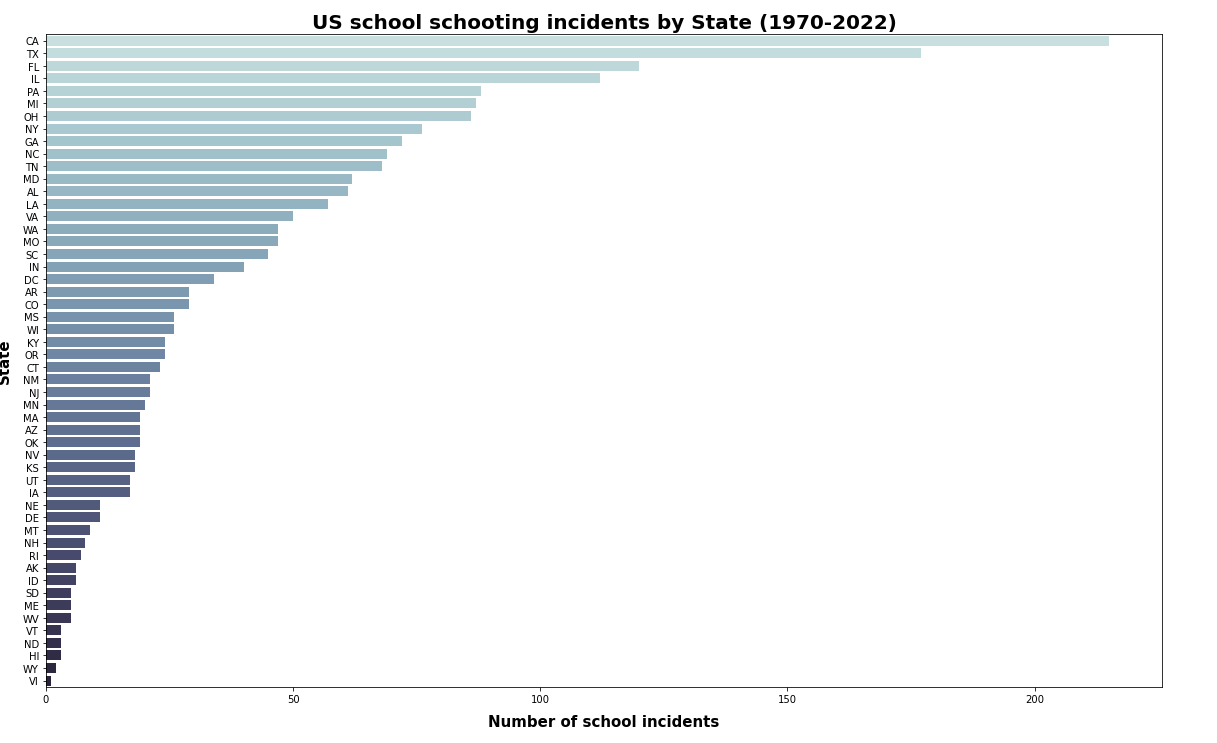 US school schooting incidents by State (1970-2022)
CA
TX
FL
IL
PA
MI
OH
NY
GA
NC
TN
MD
AL
LA
VA
WA
MO
SC
IN
DC
AR
CO
MS
WI
KY
OR
CT
NM
NJ
MN
MA
AZ
OK
NV
KS
UT
IA
NE
DE
MT
NH
RI
AK
ID
SD
ME
WV
VT
ND
HI
WY
VI
State
0 50 100 150 200
Number of school incidents